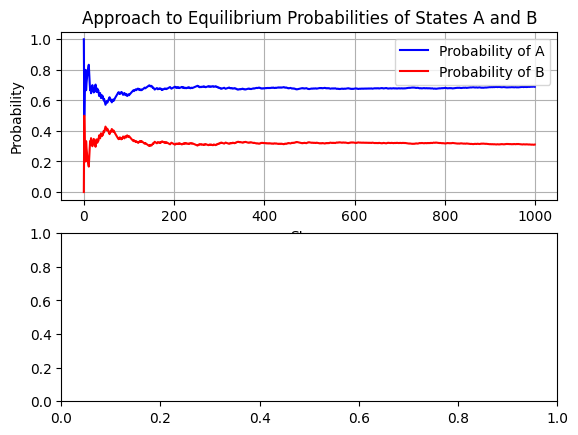 Approach to Equilibrium Probabilities of States A and B
1.0
0.8
0.6
0.4
0.2
0.0
Probability
Probability of A
Probability of B
0 200 400 600 800 1000
1.0
0.8
0.6
0.4
0.2
0.0
0.0 0.2 0.4 0.6 0.8 1.0